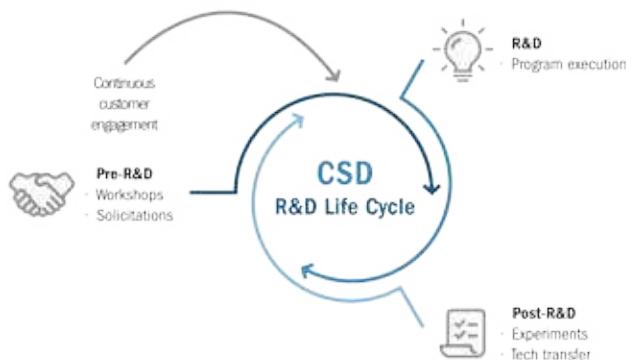 Continuous
customer
engagement
Pre-R&D
· Workshops
· Solicitations
CSD
R&D Life Cycle
R&D
· Program execution
Post-R&D
· Experiments
· Tech transfer